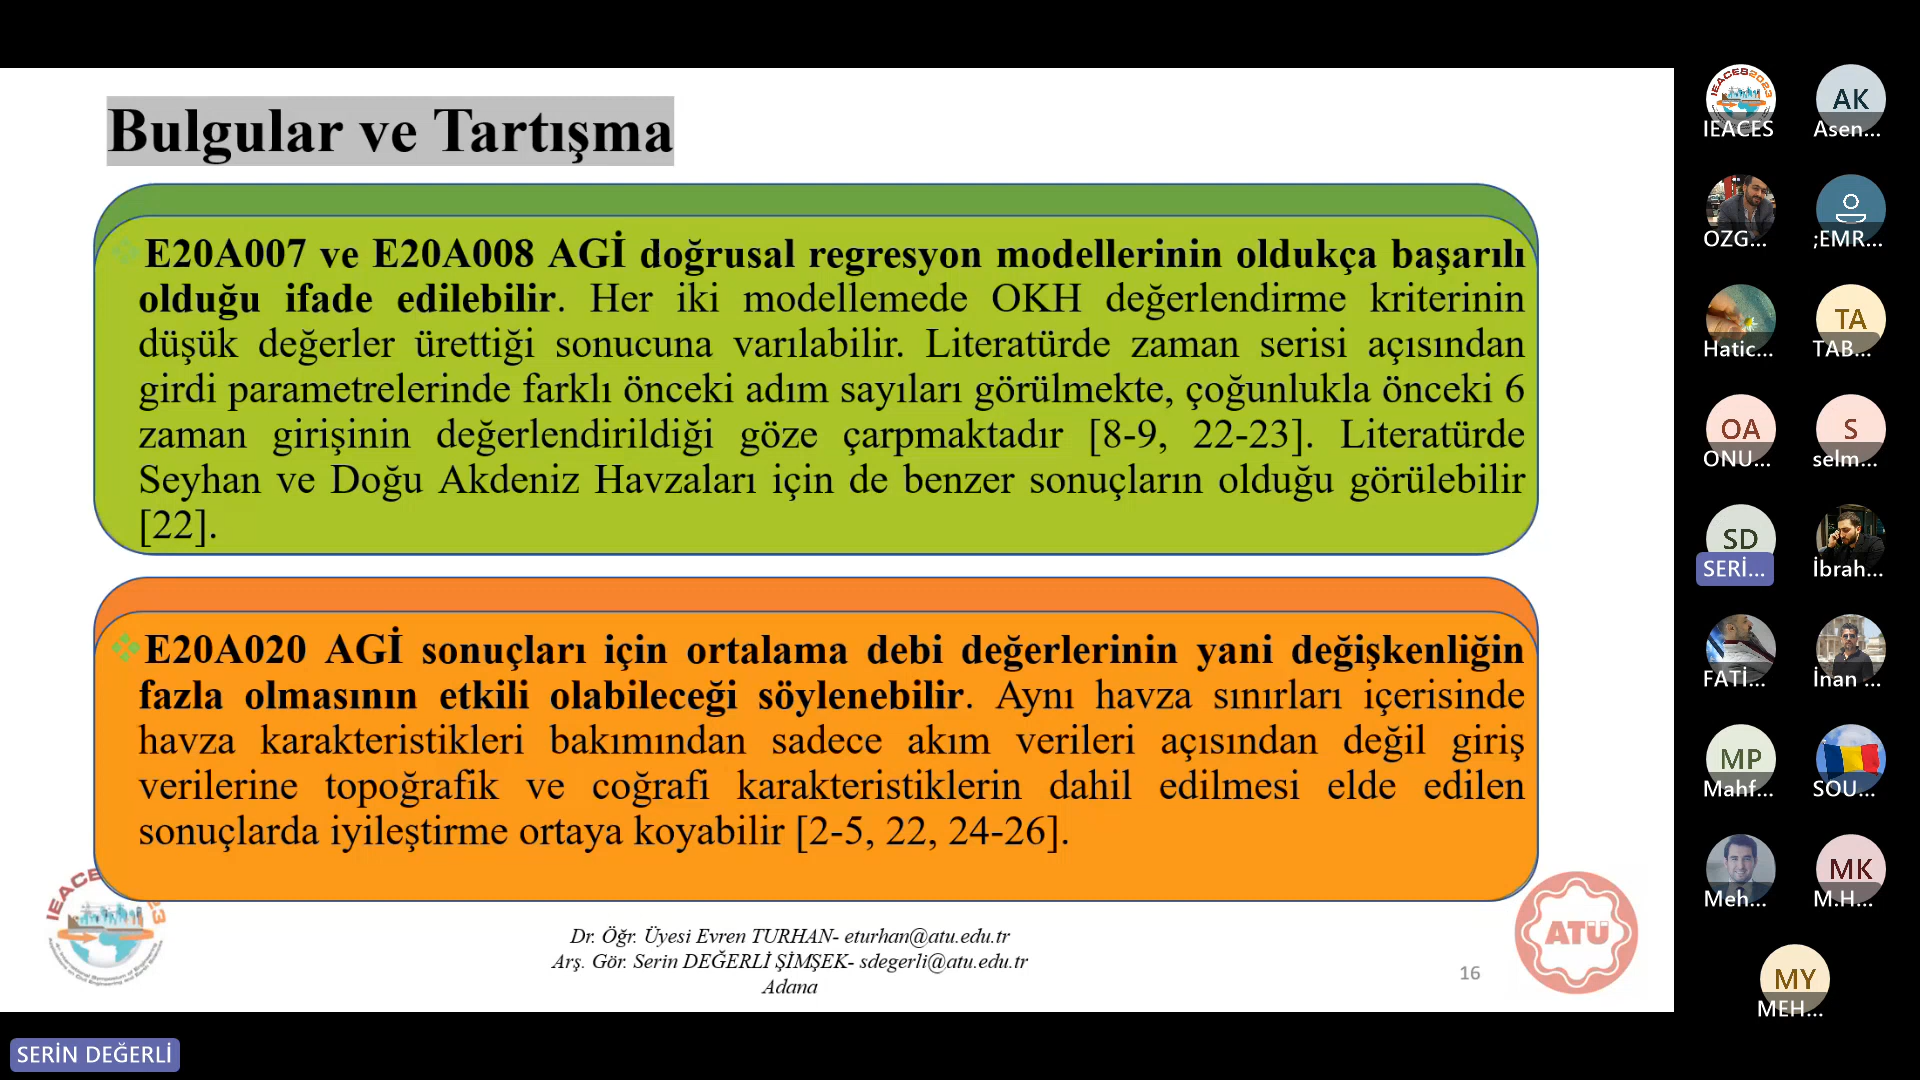 Bulgular ve Tartışma
E20A007 ve E20A008 AGİ doğrusal regresyon modellerinin oldukça başarılı
olduğu ifade edilebilir. Her iki modellemede OKH değerlendirme kriterinin
düşük değerler ürettiği sonucuna varılabilir. Literatürde zaman serisi açısından
girdi parametrelerinde farklı önceki adım sayıları görülmekte, çoğunlukla önceki 6
zaman girişinin değerlendirildiği göze çarpmaktadır [8-9, 22-23]. Literatürde
Seyhan ve Doğu Akdeniz Havzaları için de benzer sonuçların olduğu görülebilir
[22].
E20A020 AGİ sonuçları için ortalama debi değerlerinin yani değişkenliğin
fazla olmasının etkili olabileceği söylenebilir. Aynı havza sınırları içerisinde
havza karakteristikleri bakımından sadece akım verileri açısından değil giriş
verilerine topoğrafik ve coğrafi karakteristiklerin dahil edilmesi elde edilen
sonuçlarda iyileştirme ortaya koyabilir [2-5, 22, 24-26].
Dr. Öğr. Üyesi Evren TURHAN- eturhan@atu.edu.tr
Arş. Gör. Serin DEĞERLİ ŞİMŞEK- sdegerli@atu.edu.tr
Adana
16
ATÜ
SERİN DEĞERLİ
IEACES
AK
Asen...
OZG...
;EMR...
Hatic...
TA
TAB...
OA
ONU...
S
selm...
SD
SERİ...
İbrah...
FATİ...
İnan ...
MP
Mahf...
SOU...
Meh...
MK
M.H...
MY
MEH...